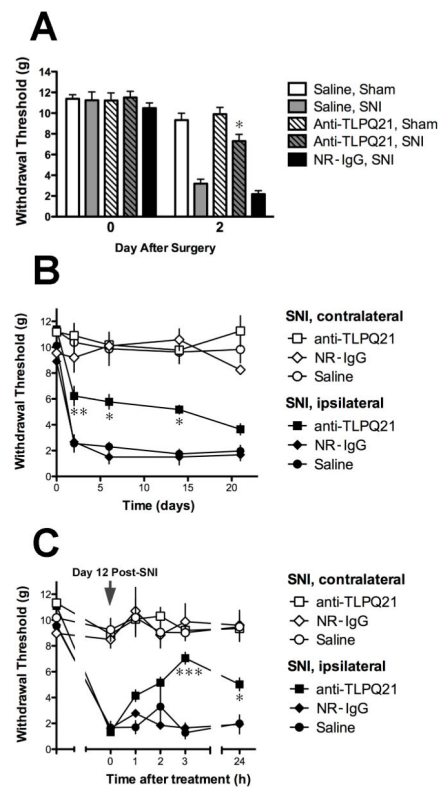 A
Withdrawal Threshold (g)
14
12
10
8
6
4
2
0
*
0
2
Day After Surgery
Saline, Sham
Saline, SNI
Anti-TLPQ21, Sham
Anti-TLPQ21, SNI
NR-IgG, SNI
B
Withdrawal Threshold (g)
12
10
8
6
4
2
0
**
*
*
0
5
10
15
20
Time (days)
SNI, contralateral
anti-TLPQ21
NR-IgG
Saline
SNI, ipsilateral
anti-TLPQ21
NR-IgG
Saline
C
Day 12 Post-SNI
Withdrawal Threshold (g)
12
10
8
6
4
2
0
***
*
0
1
2
3
24
Time after treatment (h)
SNI, contralateral
anti-TLPQ21
NR-IgG
Saline
SNI, ipsilateral
anti-TLPQ21
NR-IgG
Saline